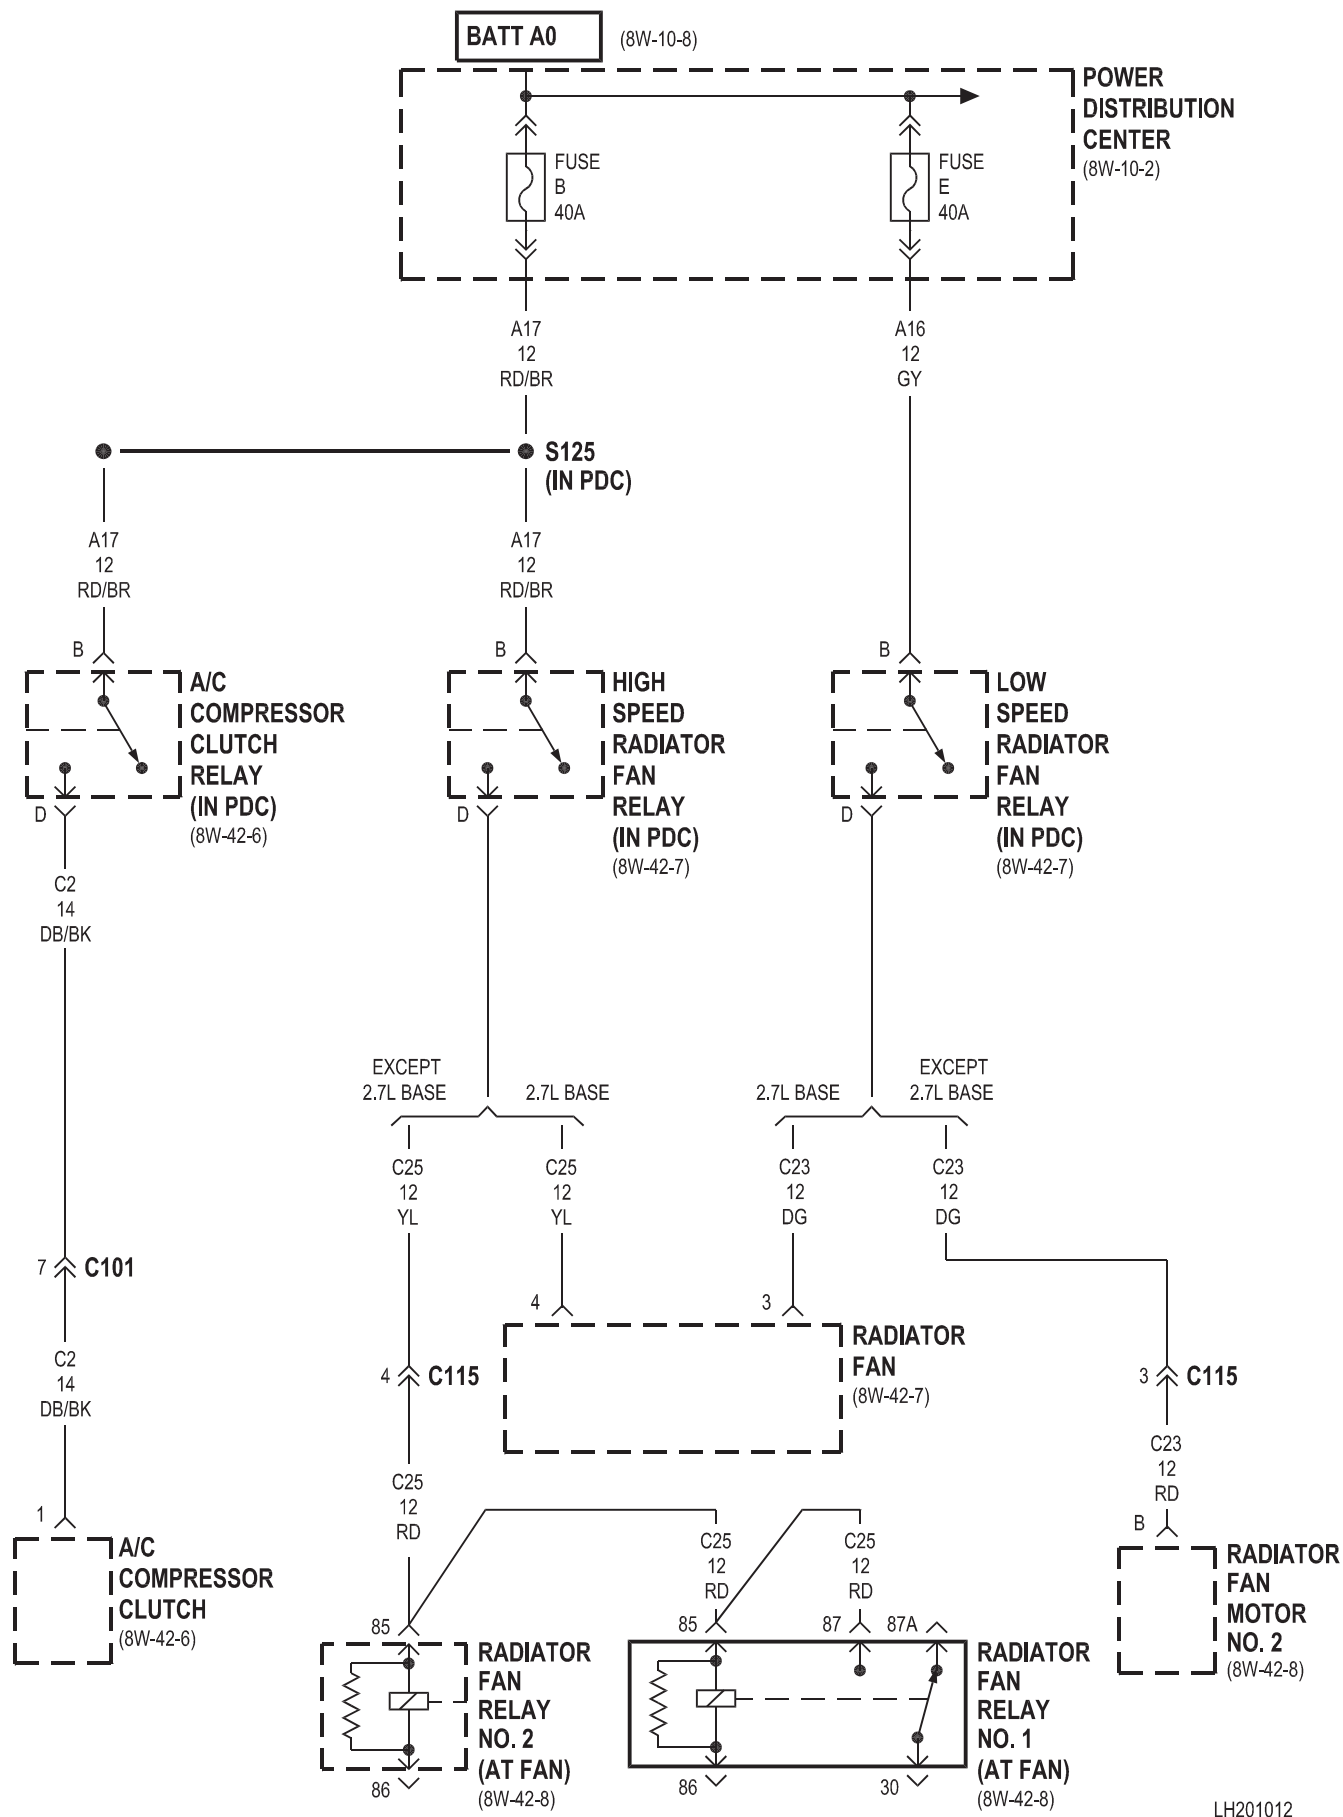 BATT A0
(8W-10-8)
POWER
DISTRIBUTION
CENTER
(8W-10-2)
FUSE
B
40A
FUSE
E
40A
A17
12
RD/BR
A16
12
GY
S125
(IN PDC)
A17
12
RD/BR
A17
12
RD/BR
B
A/C
COMPRESSOR
CLUTCH
RELAY
(IN PDC)
(8W-42-6)
D
B
HIGH
SPEED
RADIATOR
FAN
RELAY
(IN PDC)
(8W-42-7)
D
B
LOW
SPEED
RADIATOR
FAN
RELAY
(IN PDC)
(8W-42-7)
D
C2
14
DB/BK
EXCEPT
2.7L BASE
2.7L BASE
2.7L BASE
EXCEPT
2.7L BASE
C25
12
YL
C25
12
YL
C23
12
DG
C23
12
DG
7
C101
4
3
RADIATOR
FAN
(8W-42-7)
C2
14
DB/BK
4
C115
3
C115
C25
12
RD
C23
12
RD
1
A/C
COMPRESSOR
CLUTCH
(8W-42-6)
C25
12
RD
C25
12
RD
B
RADIATOR
FAN
MOTOR
NO. 2
(8W-42-8)
85
RADIATOR
FAN
RELAY
NO. 2
(AT FAN)
(8W-42-8)
86
85
87
87A
RADIATOR
FAN
RELAY
NO. 1
(AT FAN)
(8W-42-8)
86
30
LH201012